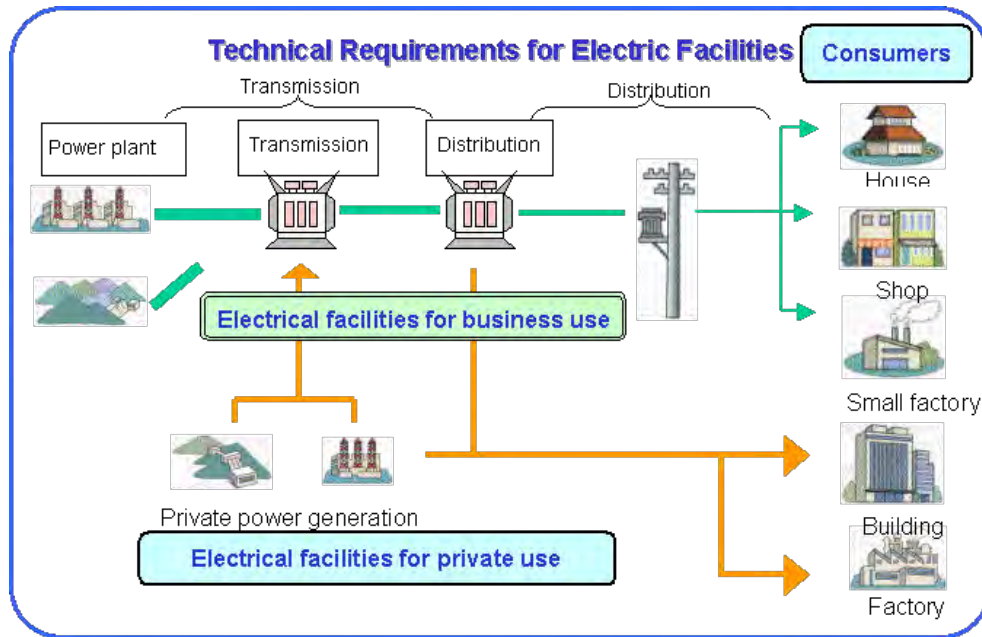 Technical Requirements for Electric Facilities
Consumers
Transmission
Distribution
Power plant
Transmission
Distribution
House
Shop
Electrical facilities for business use
Small factory
Private power generation
Building
Electrical facilities for private use
Factory